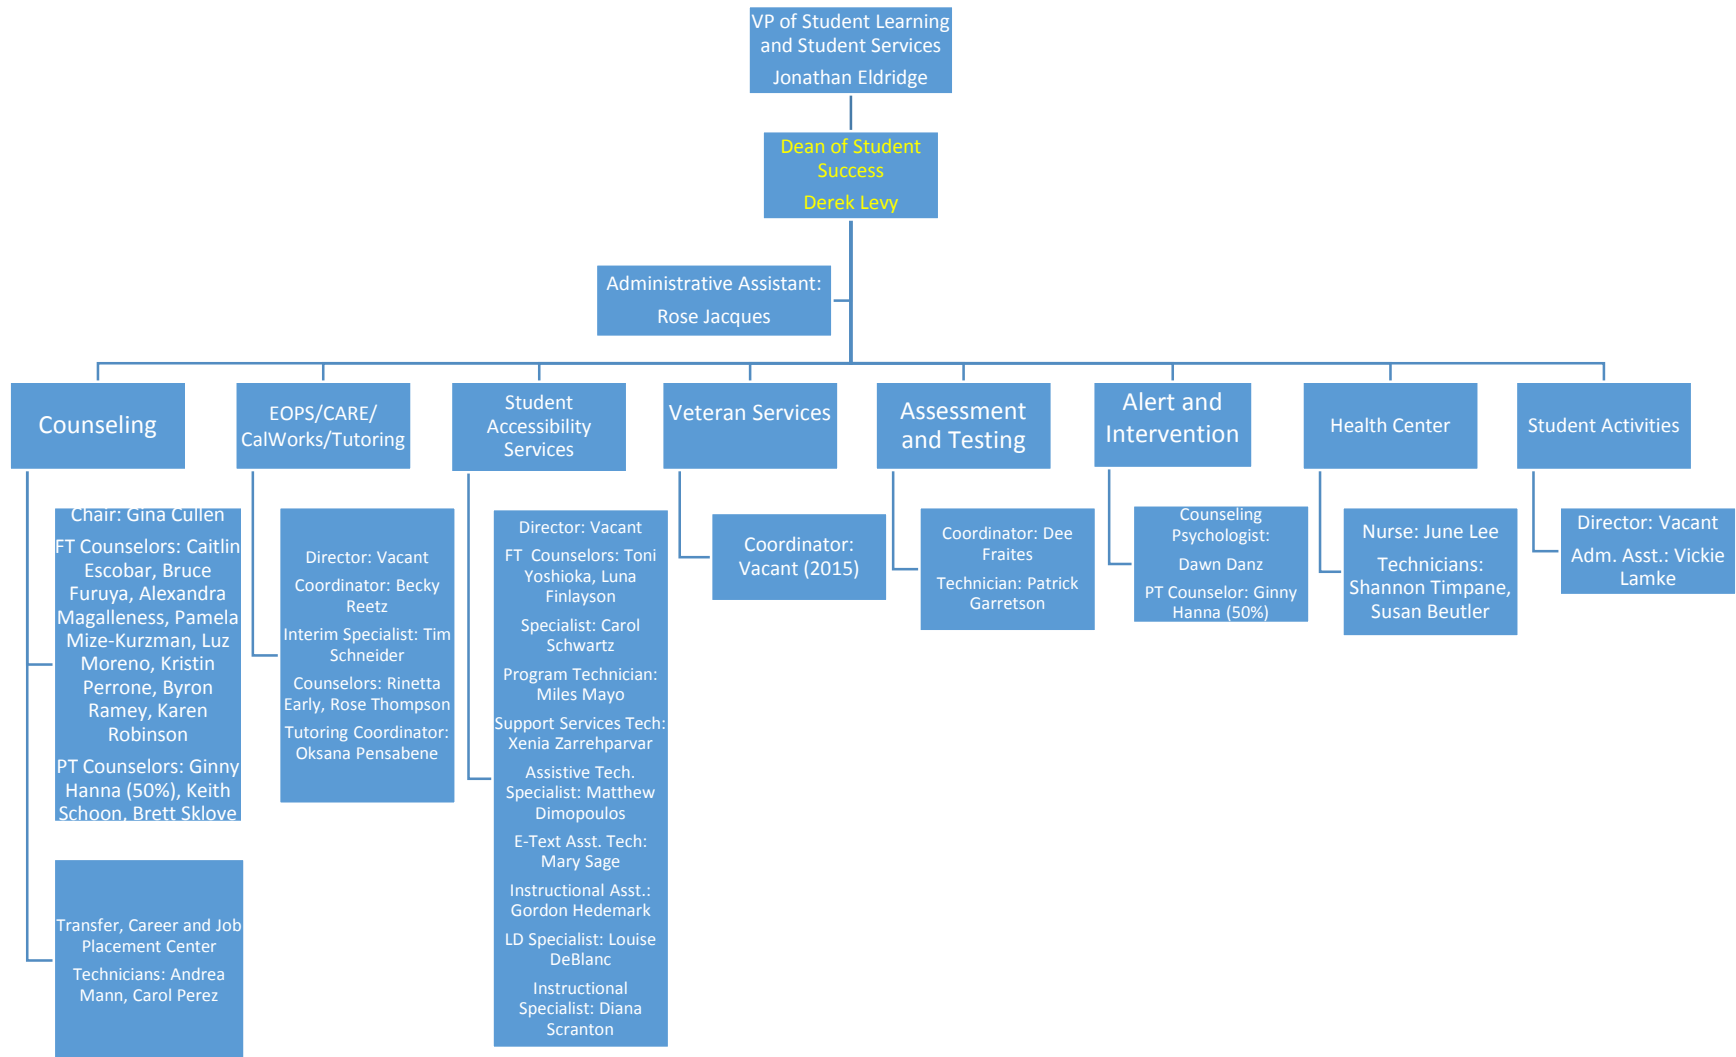 VP of Student Learning
and Student Services
Jonathan Eldridge
Dean of Student
Success
Derek Levy
Administrative Assistant:
Rose Jacques
Counseling
EOPS/CARE/
CalWorks/Tutoring
Student
Accessibility
Services
Veteran Services
Assessment
and Testing
Alert and
Intervention
Health Center
Student Activities
Chair: Gina Cullen
FT Counselors: Caitlin
Escobar, Bruce
Furuya, Alexandra
Magalleness, Pamela
Mize-Kurzman, Luz
Moreno, Kristin
Perrone, Byron
Ramey, Karen
Robinson
PT Counselors: Ginny
Hanna (50%), Keith
Schoon, Brett Sklove
Transfer, Career and Job
Placement Center
Technicians: Andrea
Mann, Carol Perez
Director: Vacant
Coordinator: Becky
Reetz
Interim Specialist: Tim
Schneider
Counselors: Rinetta
Early, Rose Thompson
Tutoring Coordinator:
Oksana Pensabene
Director: Vacant
FT Counselors: Toni
Yoshioka, Luna
Finlayson
Specialist: Carol
Schwartz
Program Technician:
Miles Mayo
Support Services Tech:
Xenia Zarrehparvar
Assistive Tech.
Specialist: Matthew
Dimopoulos
E-Text Asst. Tech:
Mary Sage
Instructional Asst.:
Gordon Hedemark
LD Specialist: Louise
DeBlanc
Instructional
Specialist: Diana
Scranton
Coordinator:
Vacant (2015)
Coordinator: Dee
Fraites
Technician: Patrick
Garretson
Counseling
Psychologist:
Dawn Danz
PT Counselor: Ginny
Hanna (50%)
Nurse: June Lee
Technicians:
Shannon Timpane,
Susan Beutler
Director: Vacant
Adm. Asst.: Vickie
Lamke